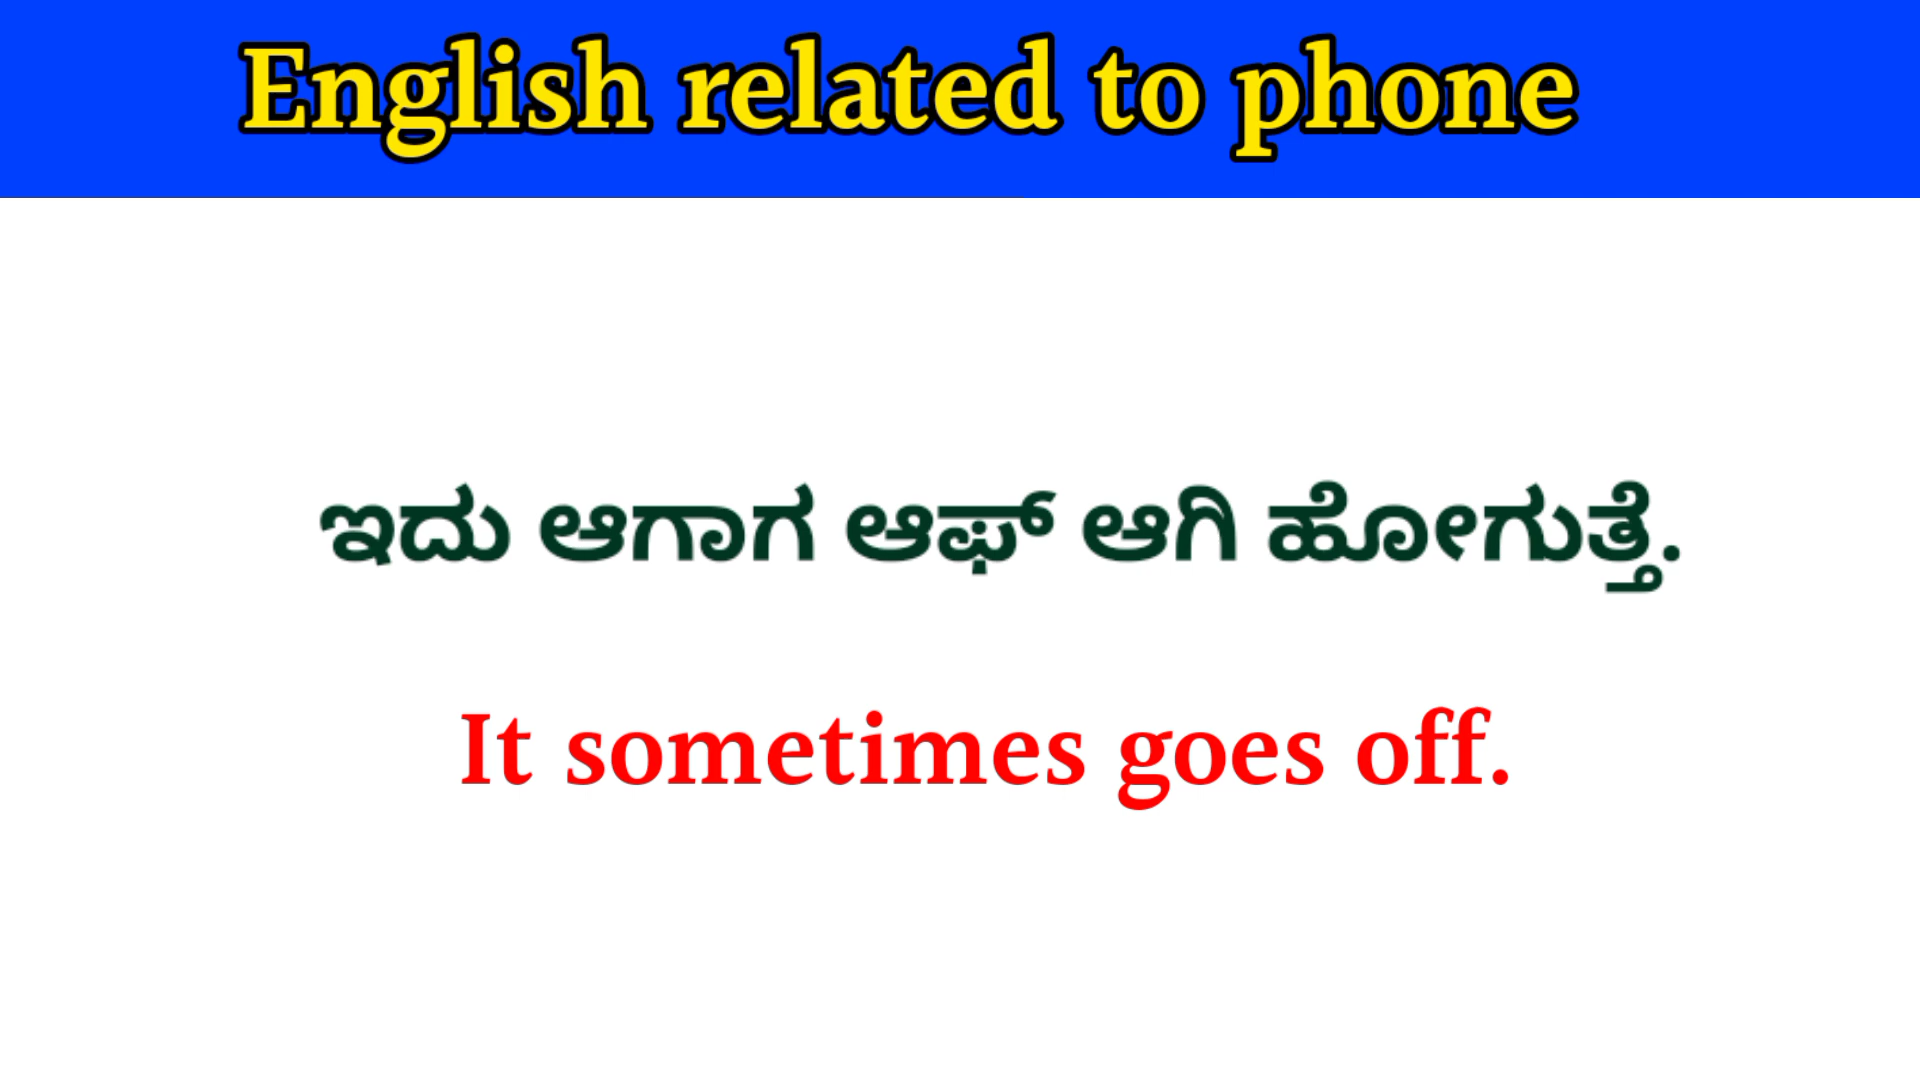 English related to phone
ಇದು ಆಗಾಗ ಆಫ್ ಆಗಿ ಹೋಗುತ್ತೆ.
It sometimes goes off.